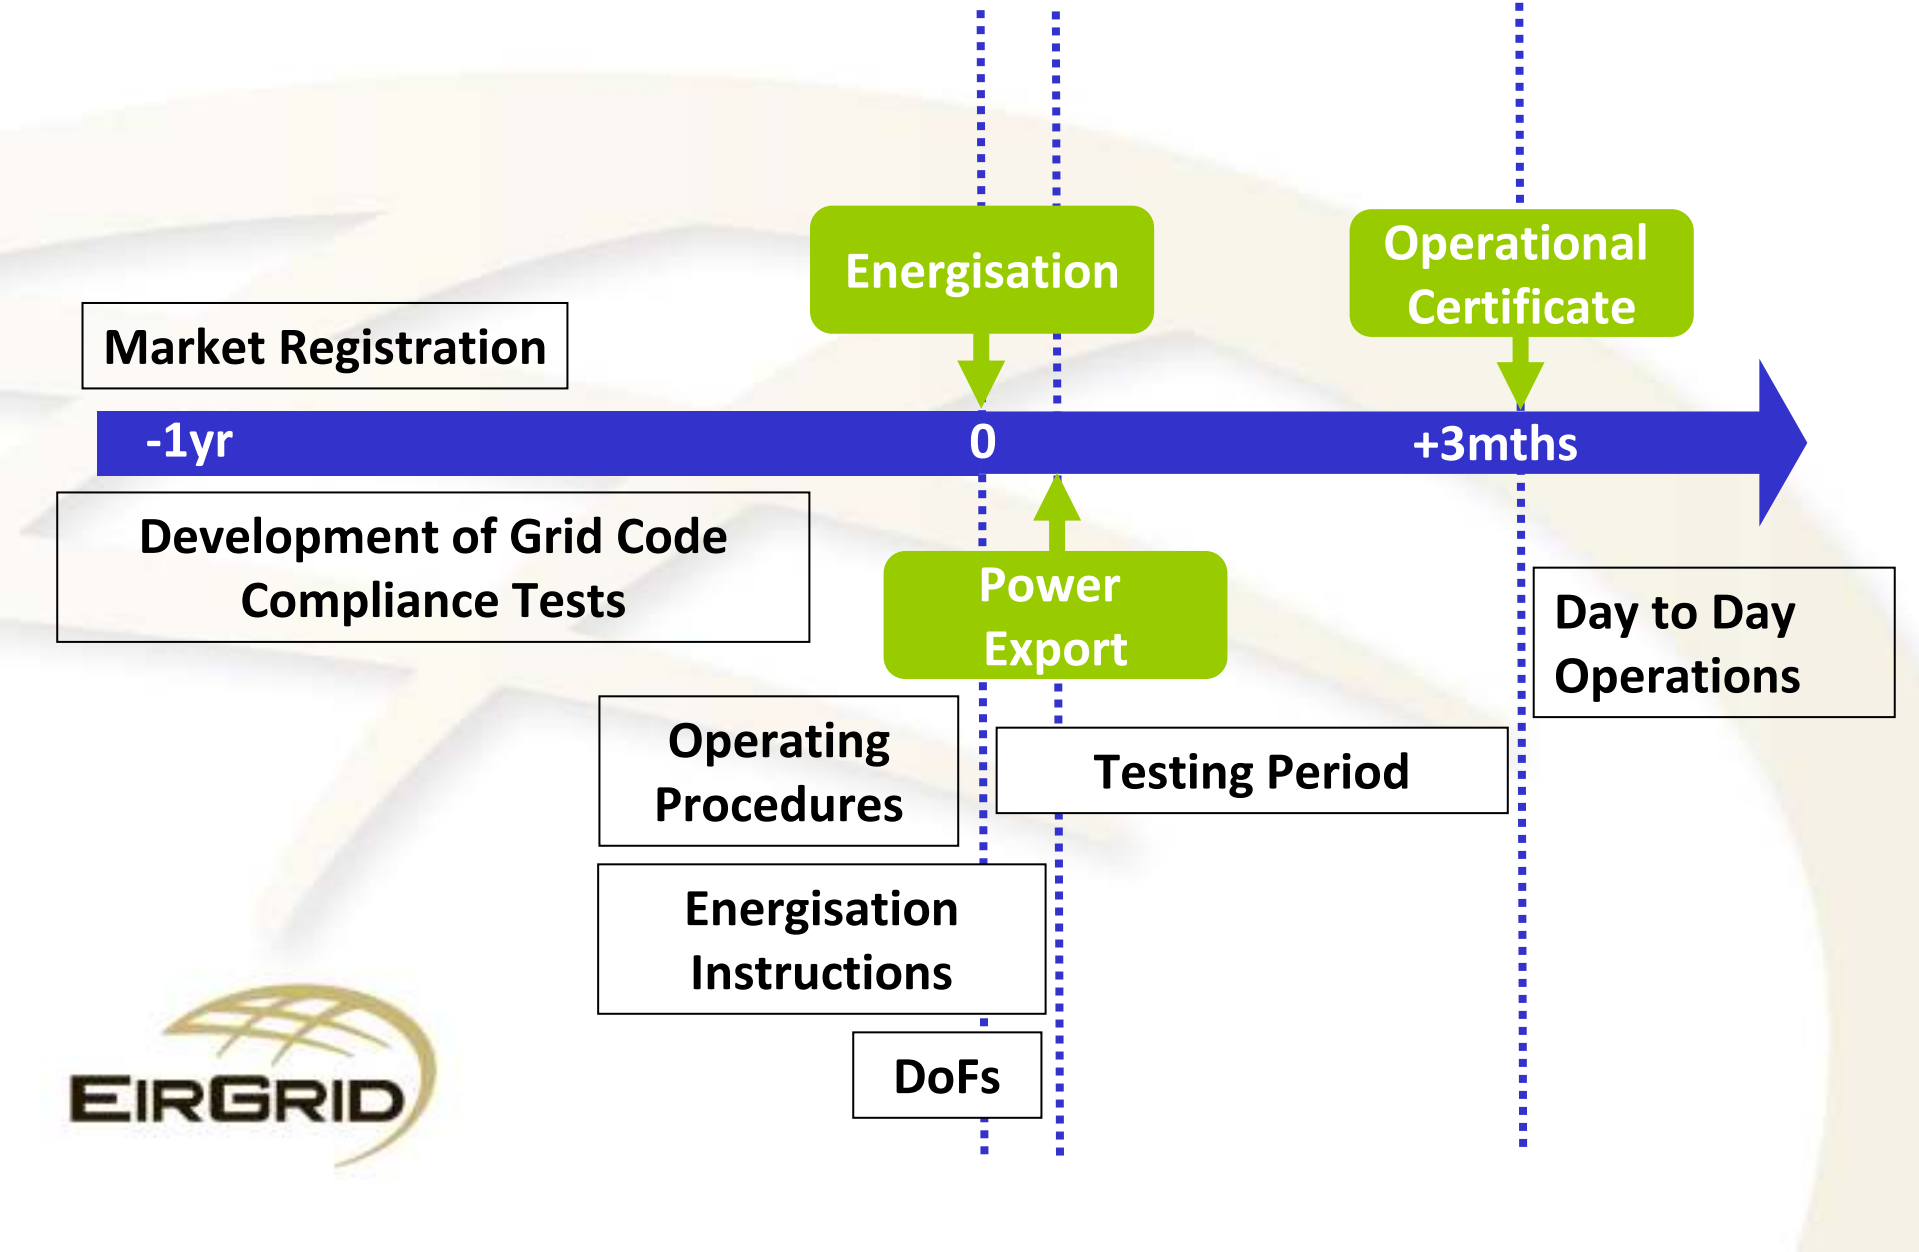 Energisation
Operational
Certificate
Market Registration
-1yr
0
+3mths
Development of Grid Code
Compliance Tests
Power
Export
Day to Day
Operations
Operating
Procedures
Testing Period
Energisation
Instructions
DoFs
EIRGRID